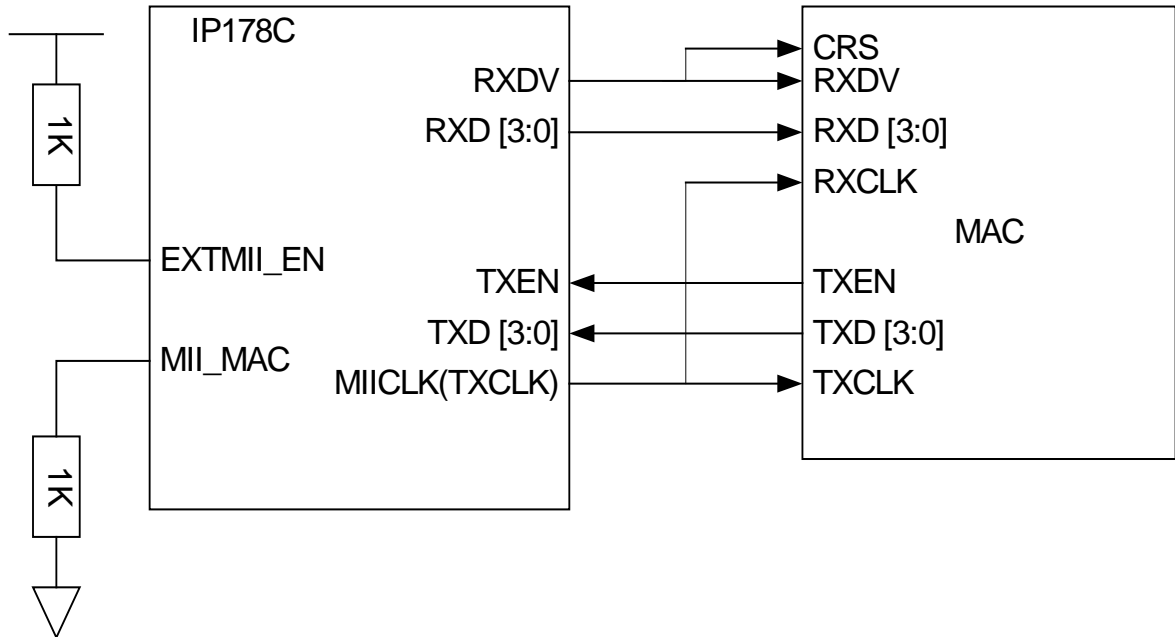 IP178C
RXDV
RXD [3:0]
1K
EXTMII_EN
TXEN
TXD [3:0]
MII_MAC
MIICLK(TXCLK)
1K
CRS
RXDV
RXD [3:0]
RXCLK
MAC
TXEN
TXD [3:0]
TXCLK